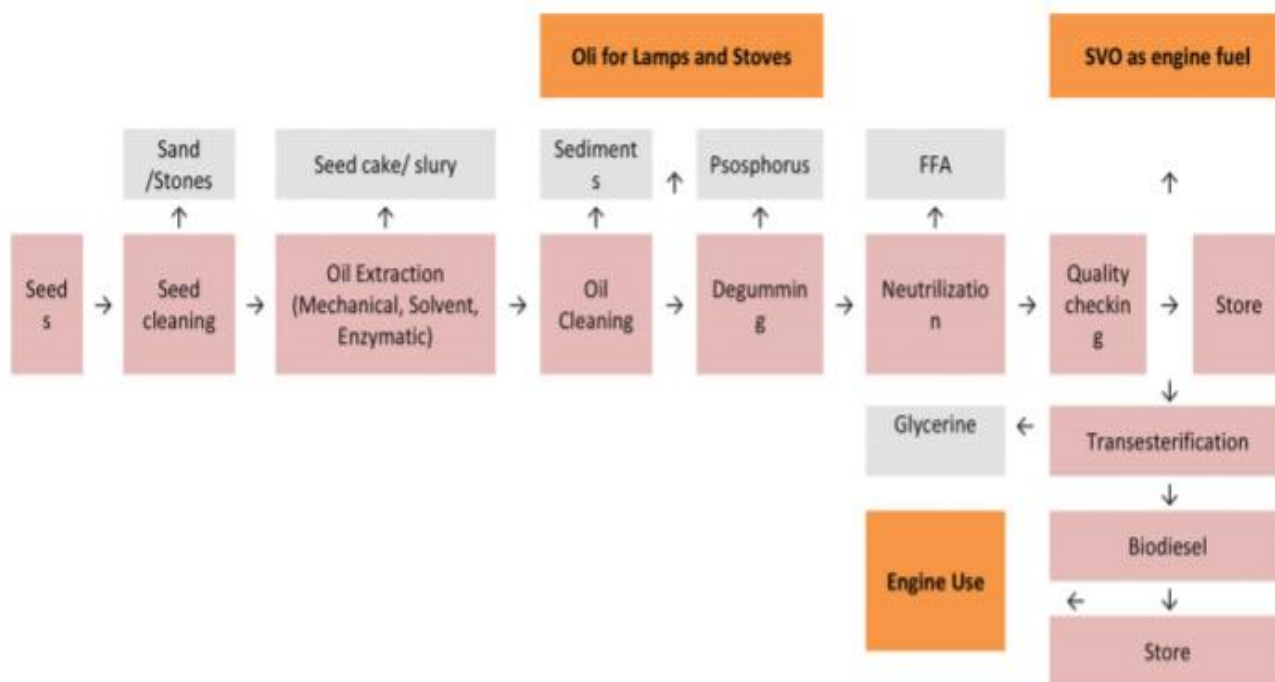 Oli for Lamps and Stoves
SVO as engine fuel
Sand
/Stones
Seed cake/ slury
Sediment
s
Psosphorus
FFA
Seed
s
Seed
cleaning
Oil Extraction
(Mechanical, Solvent,
Enzymatic)
Oil
Cleaning
Degummin
g
Neutrilizatio
n
Quality
checkin
g
Store
Glycerine
Transesterification
Engine Use
Biodiesel
Store